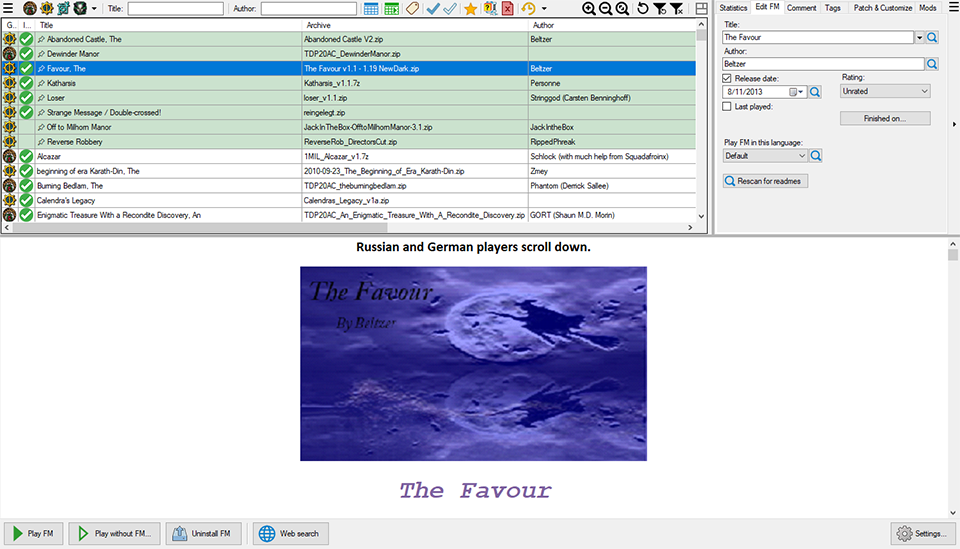 Title:
Author:
Statistics
Edit FM
Comment
Tags
Patch & Customize
Mods
G..
I...
Title
Archive
Author
Abandoned Castle, The
Abandoned Castle V2.zip
Beltzer
Dewinder Manor
TDP20AC_DewinderManor.zip
Favour, The
The Favour v1.1 - 1.19 NewDark.zip
Beltzer
Katharsis
Katharsis_v1.1.7z
Personne
Loser
loser_v1.1.zip
Stringgod (Carsten Benninghoff)
Strange Message / Double-crossed!
reingelegt.zip
Off to Milhorn Manor
JackInTheBox-OfftoMilhornManor-3.1.zip
JackIntheBox
Reverse Robbery
ReverseRob_DirectorsCut.zip
RippedPhreak
Alcazar
1MIL_Alcazar_v1.7z
Schlock (with much help from Squadafroinx)
beginning of era Karath-Din, The
2010-09-23_The_Beginning_of_Era_Karath-Din.zip
Zmey
Burning Bedlam, The
TDP20AC_theburningbedlam.zip
Phantom (Derrick Sallee)
Calendra's Legacy
Calendras_Legacy_v1a.zip
Enigmatic Treasure With a Recondite Discovery, An
TDP20AC_An_Enigmatic_Treasure_With_A_Recondite_Discovery.zip
GORT (Shaun M.D. Morin)
Title:
The Favour
Author:
Beltzer
Release date:
Rating:
8/11/2013
Unrated
Last played:
Finished on...
Play FM in this language:
Default
Rescan for readmes
Russian and German players scroll down.
The Favour
By Beltzer
The Favour
Play FM
Play without FM...
Uninstall FM
Web search
Settings...